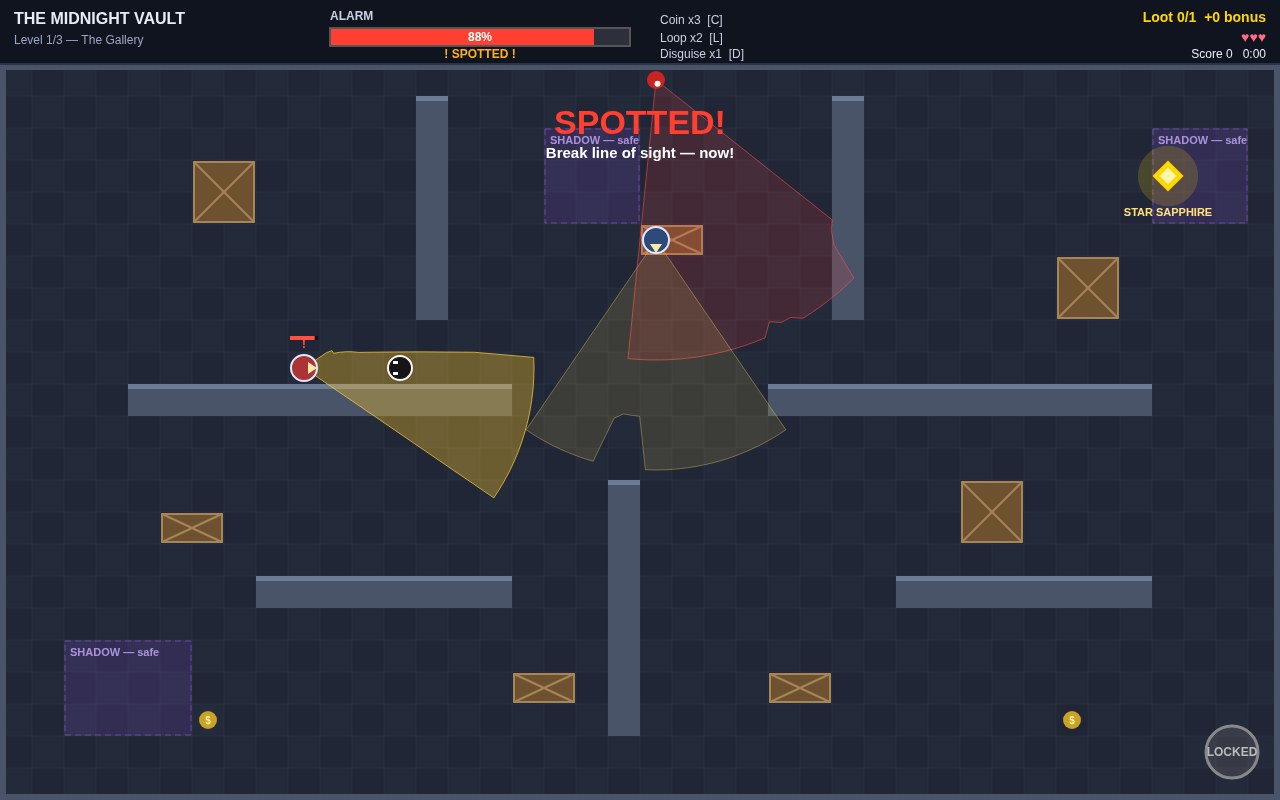 THE MIDNIGHT VAULT
Level 1/3 — The Gallery
ALARM
88%
! SPOTTED !
Coin x3 [C]
Loop x2 [L]
Disguise x1 [D]
Loot 0/1 +0 bonus
♥♥♥
Score 0 0:00
SPOTTED!
SHADOW — safe
Break line of sight — now!
SHADOW — safe
STAR SAPPHIRE
!
SHADOW — safe
$
$
LOCKED